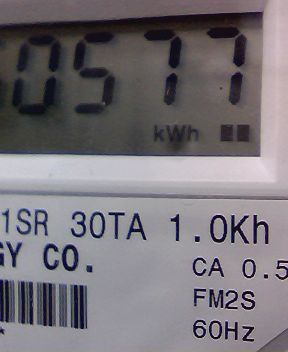 0577
kWh
1SR 30TA 1.0Kh
GY CO.
CA 0.5
FM2S
60Hz